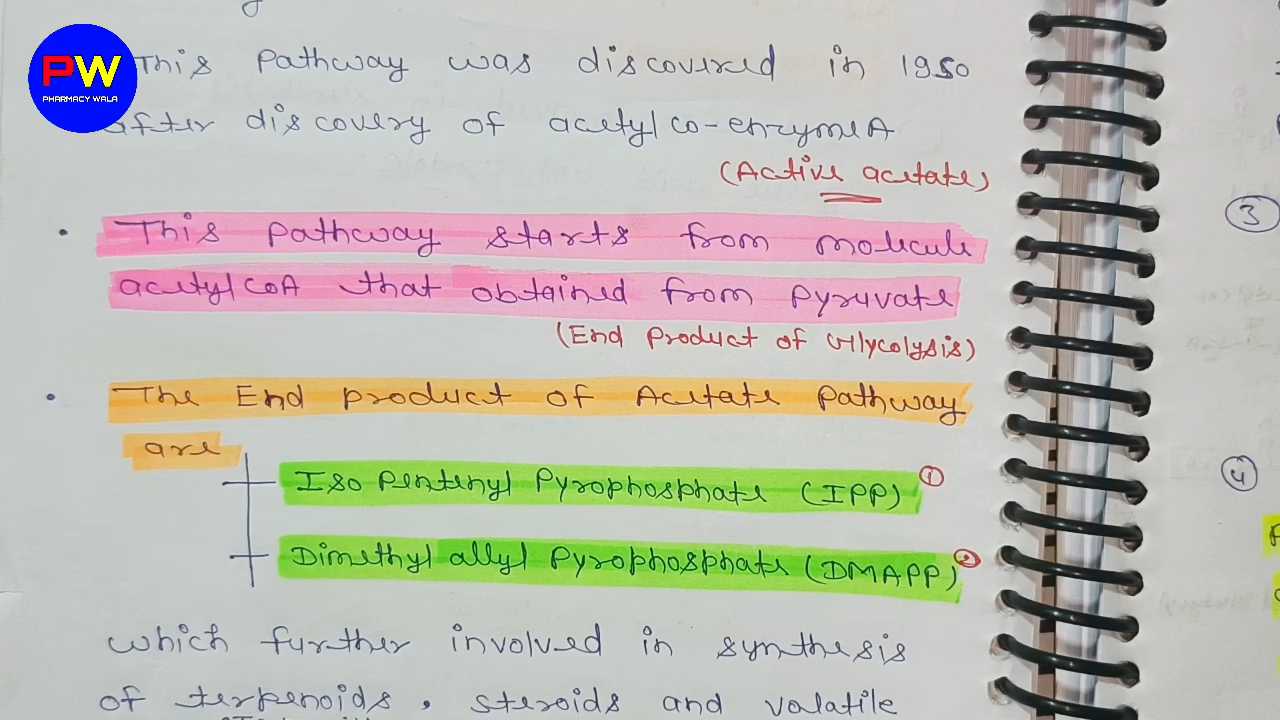 PW
PHARMACY WALA
This Pathway was discovered in 1950
after discovery of acetyl co-enzyme A
(Active acetate)
• This pathway starts from molecule
acetyl CoA that obtained from Pyruvate
(End Product of Glycolysis)
• The End product of Acetate Pathway
are
Iso Pentenyl Pyrophosphate (IPP) ①
Dimethyl allyl Pyrophosphate (DMAPP) ②
which further involved in synthesis
of terpenoids, steroids and volatile
③
④